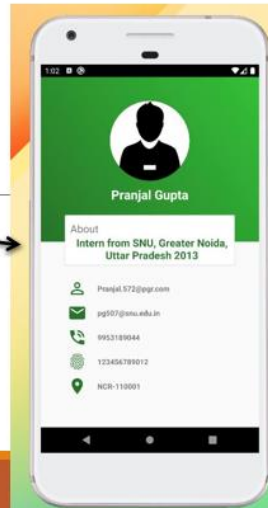 1:02
Pranjal Gupta
About
Intern from SNU, Greater Noida,
Uttar Pradesh 2013
Pranjal.572@pgr.com
pg507@snu.edu.in
9953189044
123456789012
NCR-110001